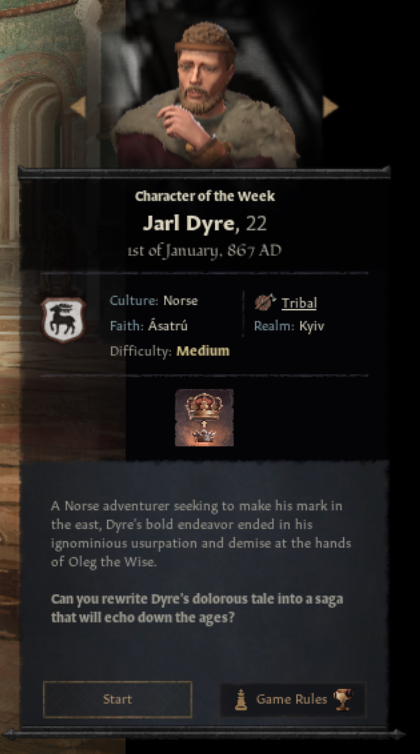 Character of the Week
Jarl Dyre, 22
1st of January, 867 AD
Culture: Norse
Tribal
Faith: Ásatrú
Realm: Kyiv
Difficulty: Medium
A Norse adventurer seeking to make his mark in
the east, Dyre's bold endeavor ended in his
ignominious usurpation and demise at the hands
of Oleg the Wise.
Can you rewrite Dyre's dolorous tale into a saga
that will echo down the ages?
Start
Game Rules